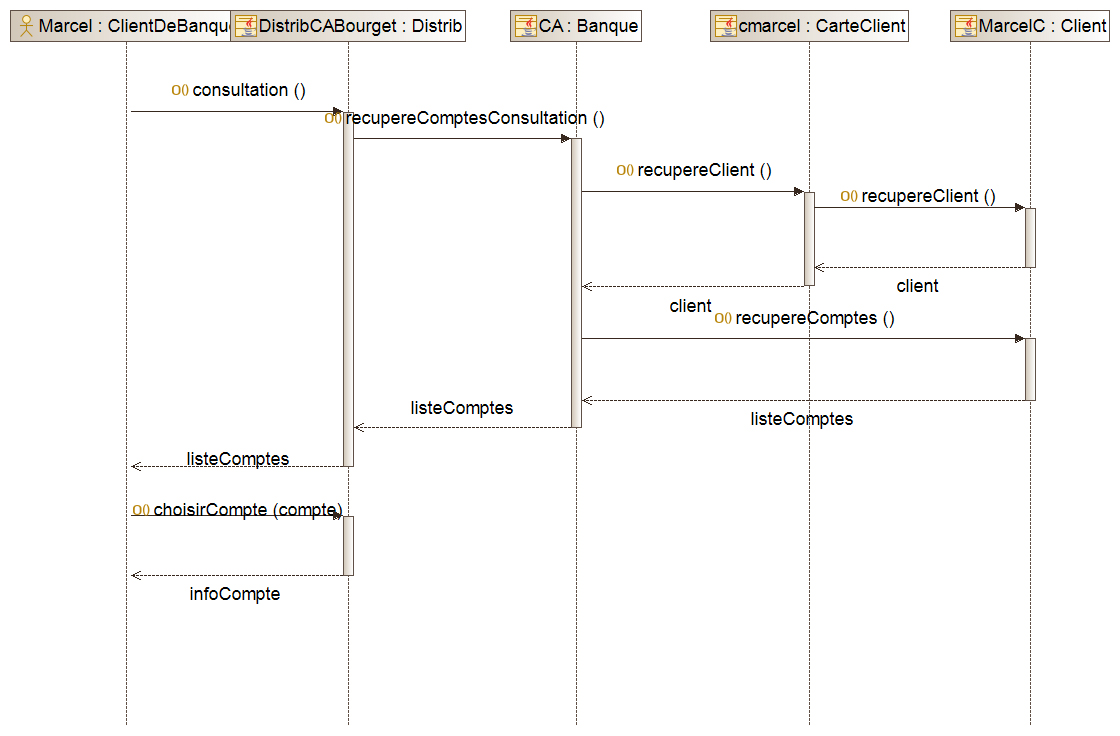 Marcel : ClientDeBanqu
DistribCABourget : Distrib
CA : Banque
cmarcel : CarteClient
MarcelC : Client
O() consultation ()
O() recupereComptesConsultation ()
O() recupereClient ()
O() recupereClient ()
client
client
O() recupereComptes ()
listeComptes
listeComptes
listeComptes
O() choisirCompte (compte)
infoCompte